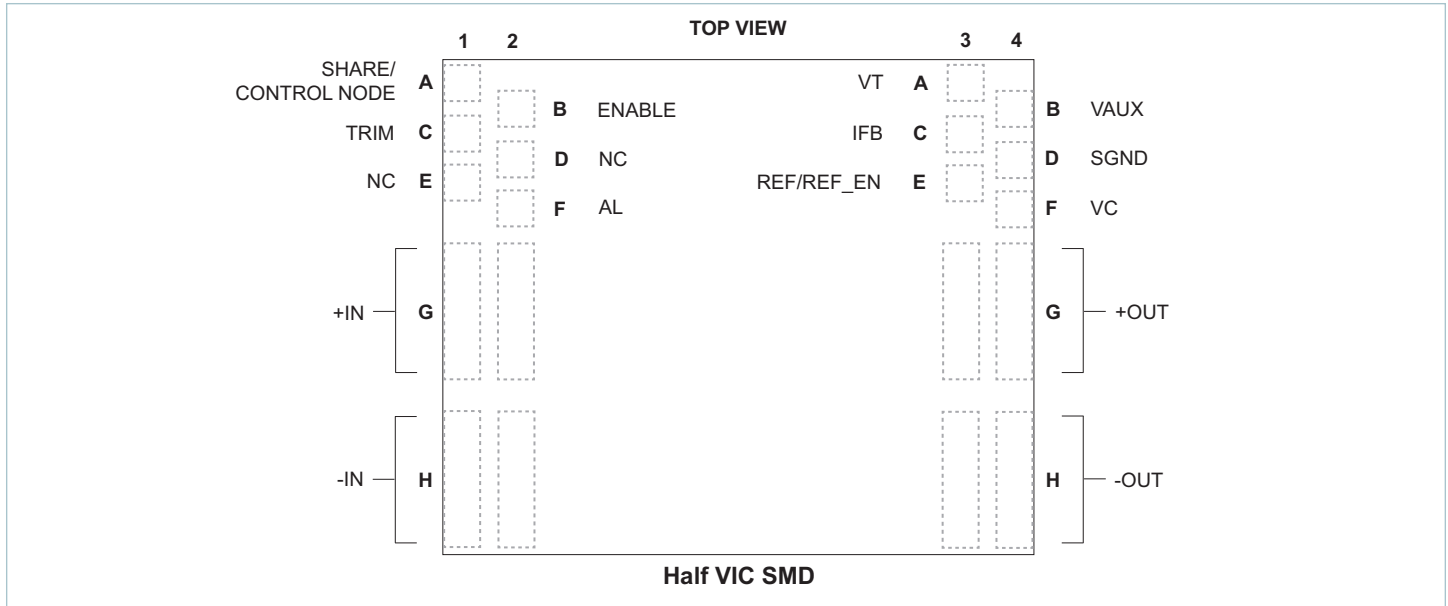 TOP VIEW
1 2 3 4
SHARE/
CONTROL NODE A
VT A
B ENABLE
B VAUX
TRIM C
IFB C
D NC
D SGND
NC E
REF/REF_EN E
F AL
F VC
+IN G
G +OUT
-IN H
H -OUT
Half VIC SMD